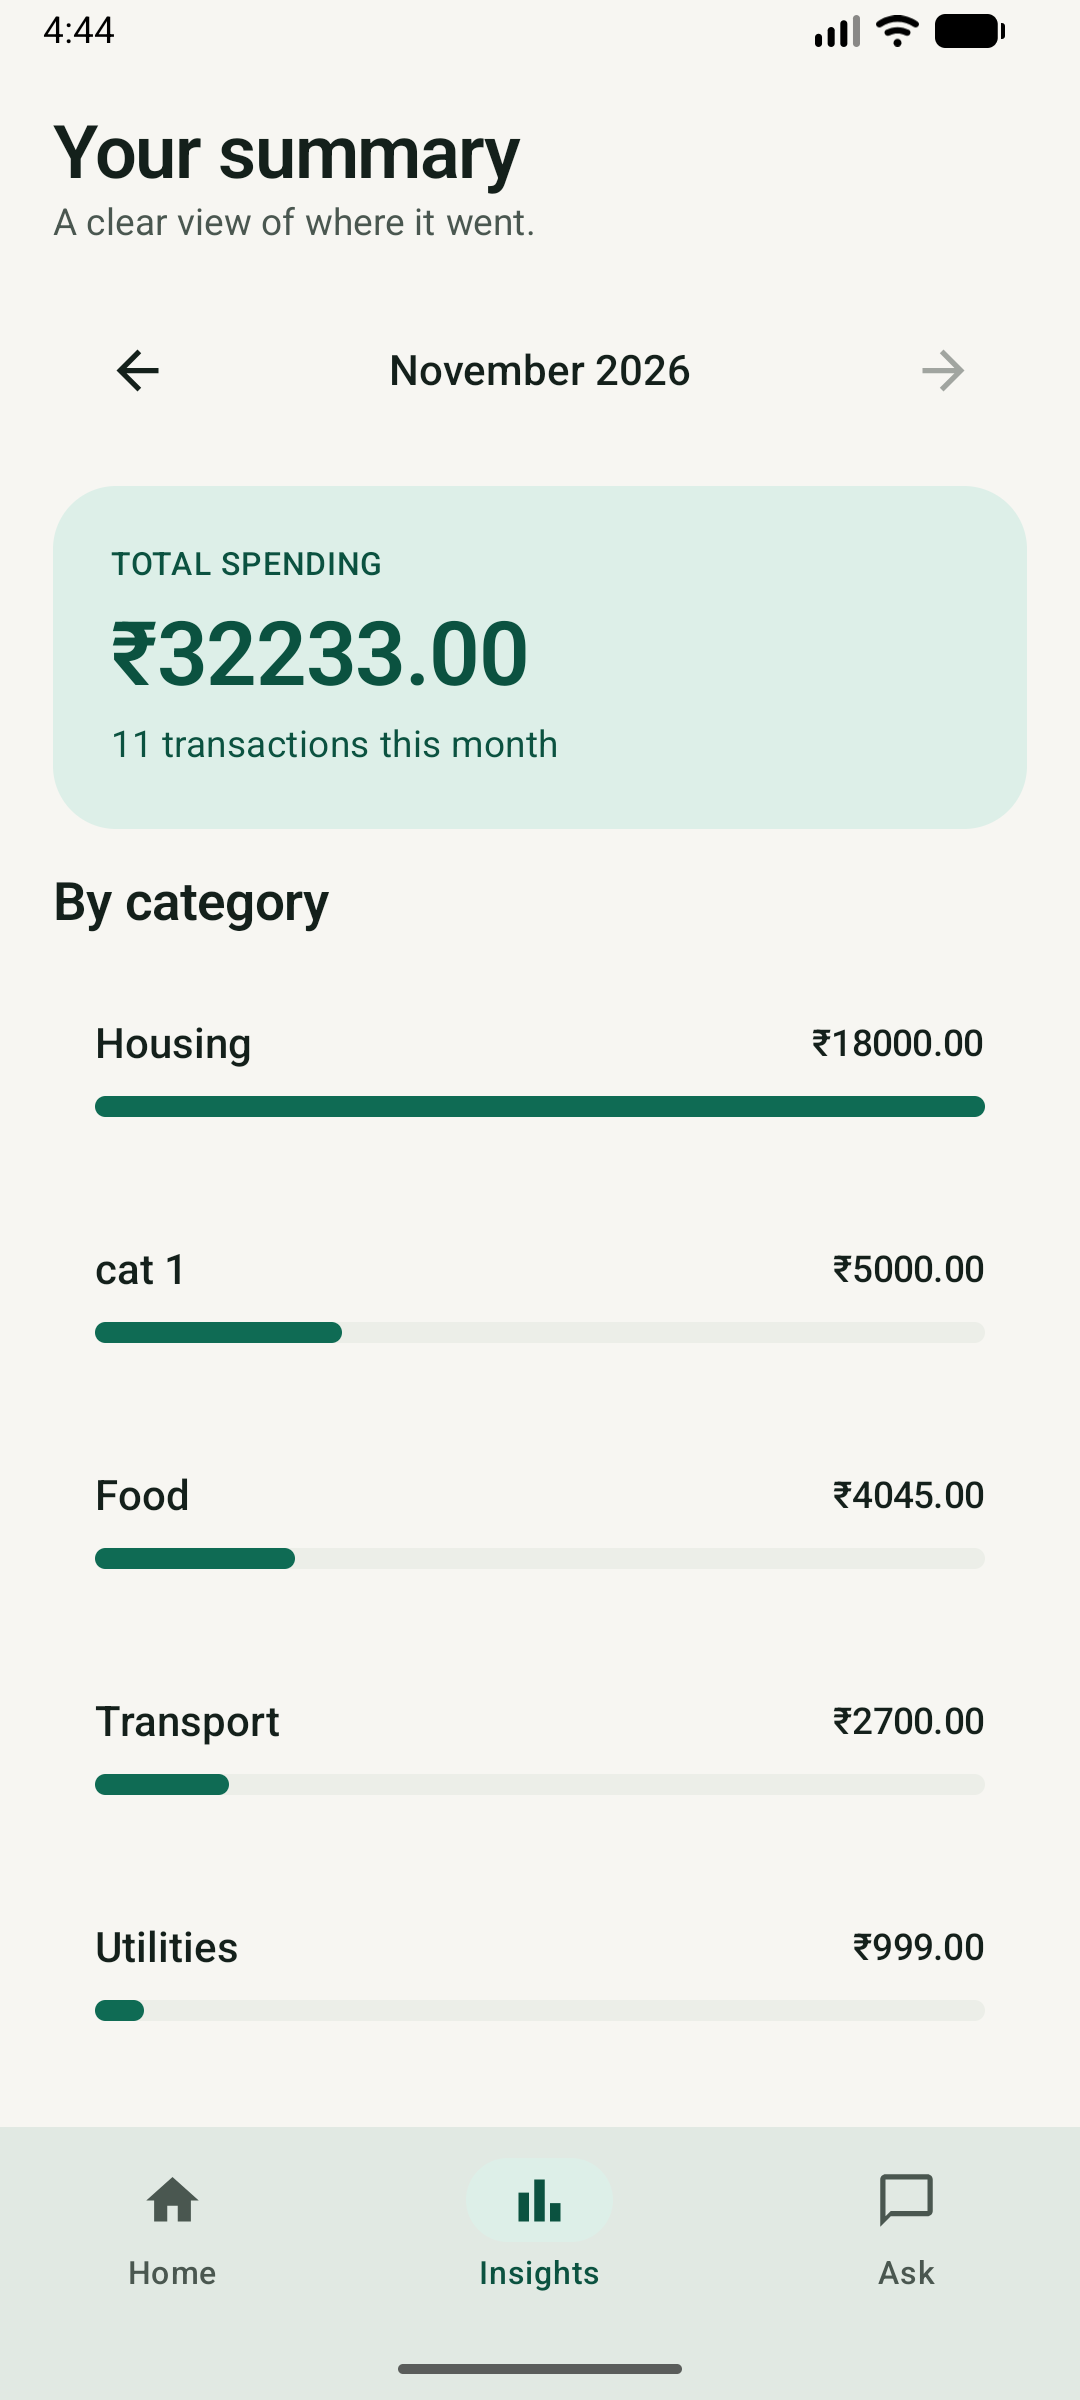 4:44
Your summary
A clear view of where it went.
November 2026
TOTAL SPENDING
₹32233.00
11 transactions this month
By category
Housing ₹18000.00
cat 1 ₹5000.00
Food ₹4045.00
Transport ₹2700.00
Utilities ₹999.00
Home Insights Ask